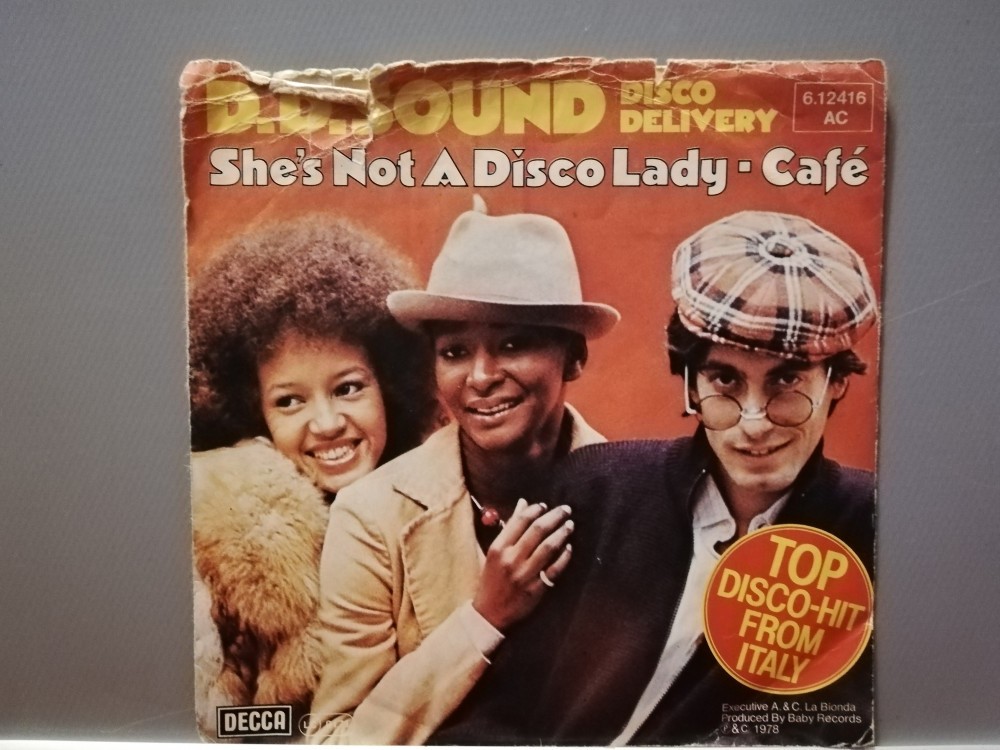 D.D. SOUND
DISCO
DELIVERY
6.12416
AC
She's Not A Disco Lady · Café
TOP
DISCO-HIT
FROM
ITALY
DECCA
Executive A. & C. La Bionda
Produced By Baby Records
℗ & C 1978